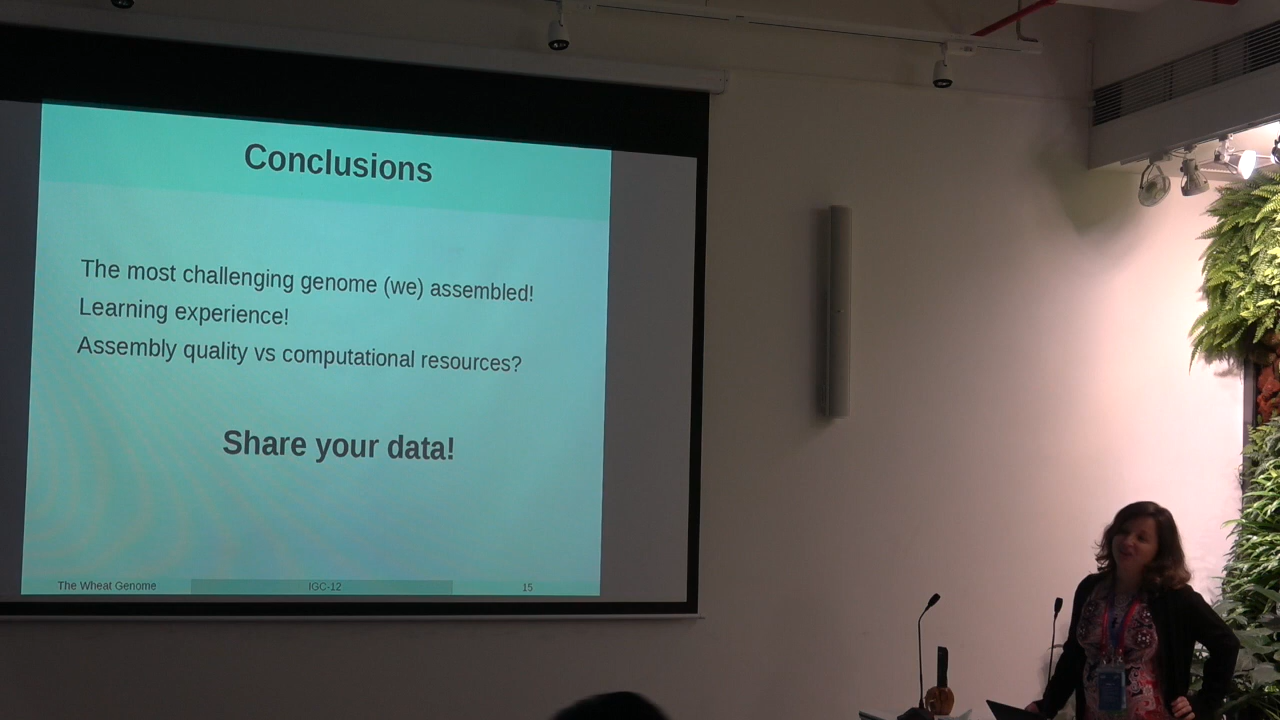 Conclusions
The most challenging genome (we) assembled!
Learning experience!
Assembly quality vs computational resources?
Share your data!
The Wheat Genome
IGC-12
15